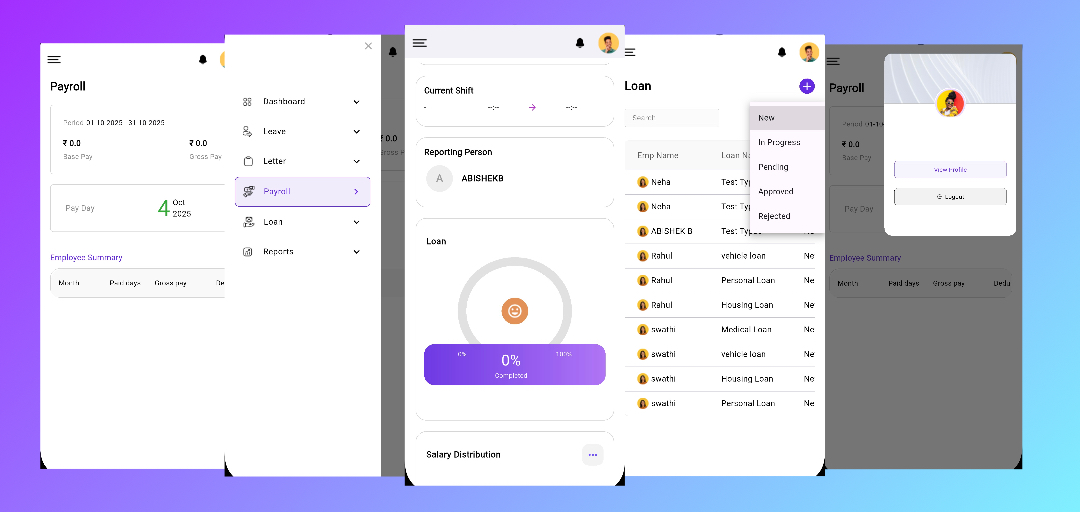 Payroll
Period 01-10-2025 - 31-10-2025
₹ 0.0
₹ 0.0
Base Pay
Gross Pay
Pay Day
4
Oct
2025
Employee Summary
Month
Paid days
Gross pay
Dashboard
Leave
Letter
Payroll
Loan
Reports
Current Shift
-
--:--
--:--
Reporting Person
A
ABISHEKB
Loan
0%
0%
100%
Completed
Salary Distribution
Loan
Search
New
In Progress
Pending
Approved
Rejected
Emp Name
Loan Na
Neha
Test Typ
Neha
Test Typ
ABISHEK B
Test Type
Rahul
vehicle loan
Ne
Rahul
Personal Loan
Ne
Rahul
Housing Loan
Ne
swathi
Medical Loan
Ne
swathi
vehicle loan
Ne
swathi
Housing Loan
Ne
swathi
Personal Loan
Ne
Payroll
Period 01-10-
₹ 0.0
Base Pay
Pay Day
Employee Summary
Month
Paid days
Gross pay
Dedu
View Profile
Logout